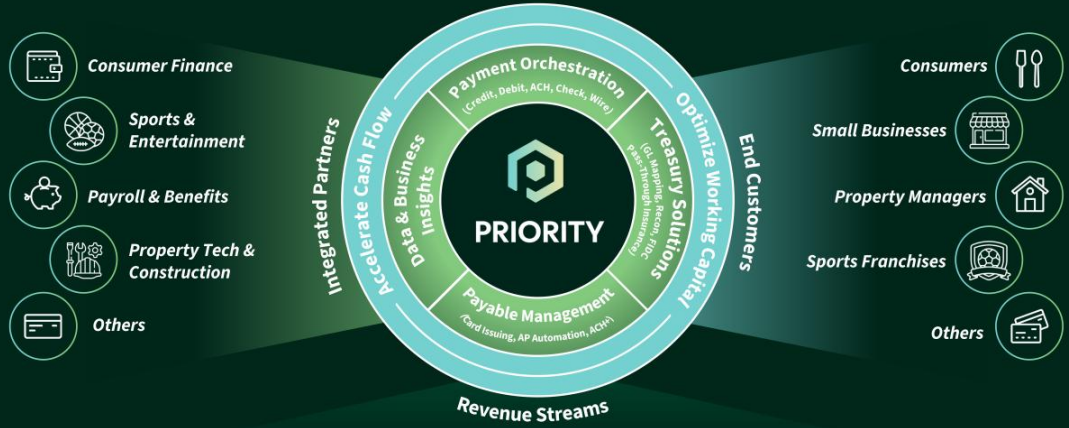 Consumer Finance
Sports &
Entertainment
Payroll & Benefits
Property Tech &
Construction
Others
Integrated Partners
Accelerate Cash Flow
Data & Business
Insights
Payment Orchestration
(Credit, Debit, ACH, Check, Wire)
PRIORITY
Payable Management
(Card Issuing, AP Automation, ACH+)
Treasury Solutions
(GL Mapping, Recon, FIDC
Pass-Through Insurance)
Optimize Working Capital
End Customers
Revenue Streams
Consumers
Small Businesses
Property Managers
Sports Franchises
Others